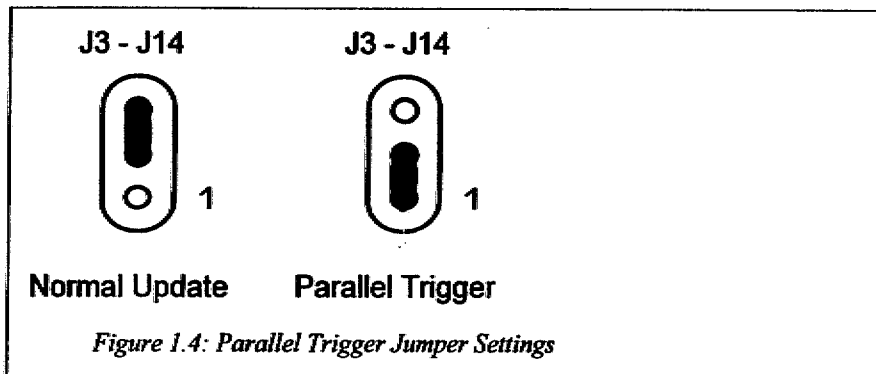 J3 - J14 J3 - J14
1 1
Normal Update Parallel Trigger
Figure 1.4: Parallel Trigger Jumper Settings